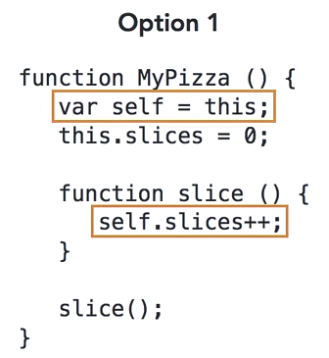 Option 1
function MyPizza () {
var self = this;
this.slices = 0;
function slice () {
self.slices++;
}
slice();
}